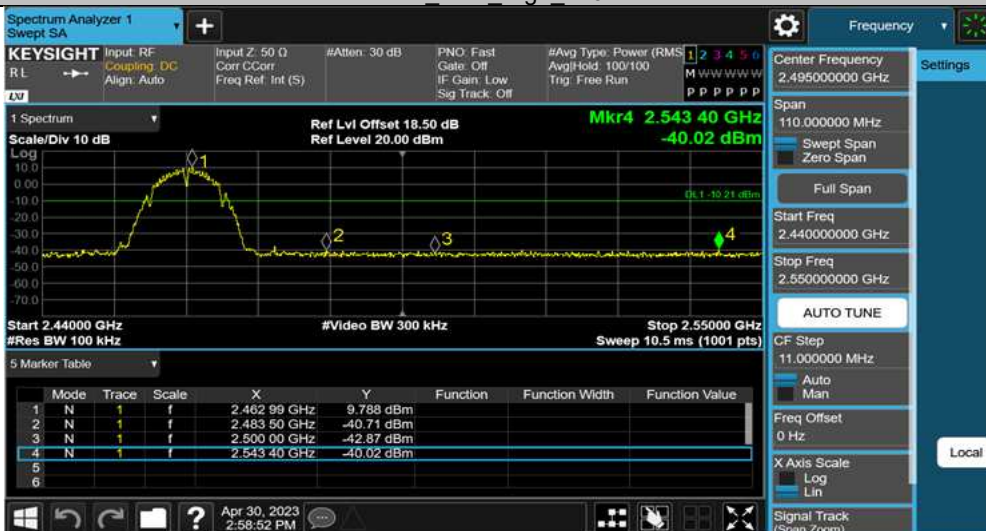 Spectrum Analyzer 1
Swept SA
+
Frequency
KEYSIGHT
RL
LXI
Input: RF
Coupling: DC
Align: Auto
Input Z: 50 Ω
Corr CCorr
Freq Ref: Int (S)
#Atten: 30 dB
PNO: Fast
Gate: Off
IF Gain: Low
Sig Track: Off
#Avg Type: Power (RMS
Avg|Hold: 100/100
Trig: Free Run
1 2 3 4 5 6
M W W W W W
P P P P P P
1 Spectrum
Scale/Div 10 dB
Ref Lvl Offset 18.50 dB
Ref Level 20.00 dBm
Mkr4 2.543 40 GHz
-40.02 dBm
Log
10.0
0.00
-10.0
-20.0
-30.0
-40.0
-50.0
-60.0
-70.0
1
2
3
4
DL1 -10.21 dBm
Start 2.44000 GHz
#Res BW 100 kHz
#Video BW 300 kHz
Stop 2.55000 GHz
Sweep 10.5 ms (1001 pts)
5 Marker Table
Mode Trace Scale X Y Function Function Width Function Value
1 N 1 f 2.462 99 GHz 9.788 dBm
2 N 1 f 2.483 50 GHz -40.71 dBm
3 N 1 f 2.500 00 GHz -42.87 dBm
4 N 1 f 2.543 40 GHz -40.02 dBm
5
6
Center Frequency
2.495000000 GHz
Settings
Span
110.000000 MHz
Swept Span
Zero Span
Full Span
Start Freq
2.440000000 GHz
Stop Freq
2.550000000 GHz
AUTO TUNE
CF Step
11.000000 MHz
Auto
Man
Freq Offset
0 Hz
X Axis Scale
Log
Lin
Local
Signal Track
(Span Zoom)
?
Apr 30, 2023
2:58:52 PM